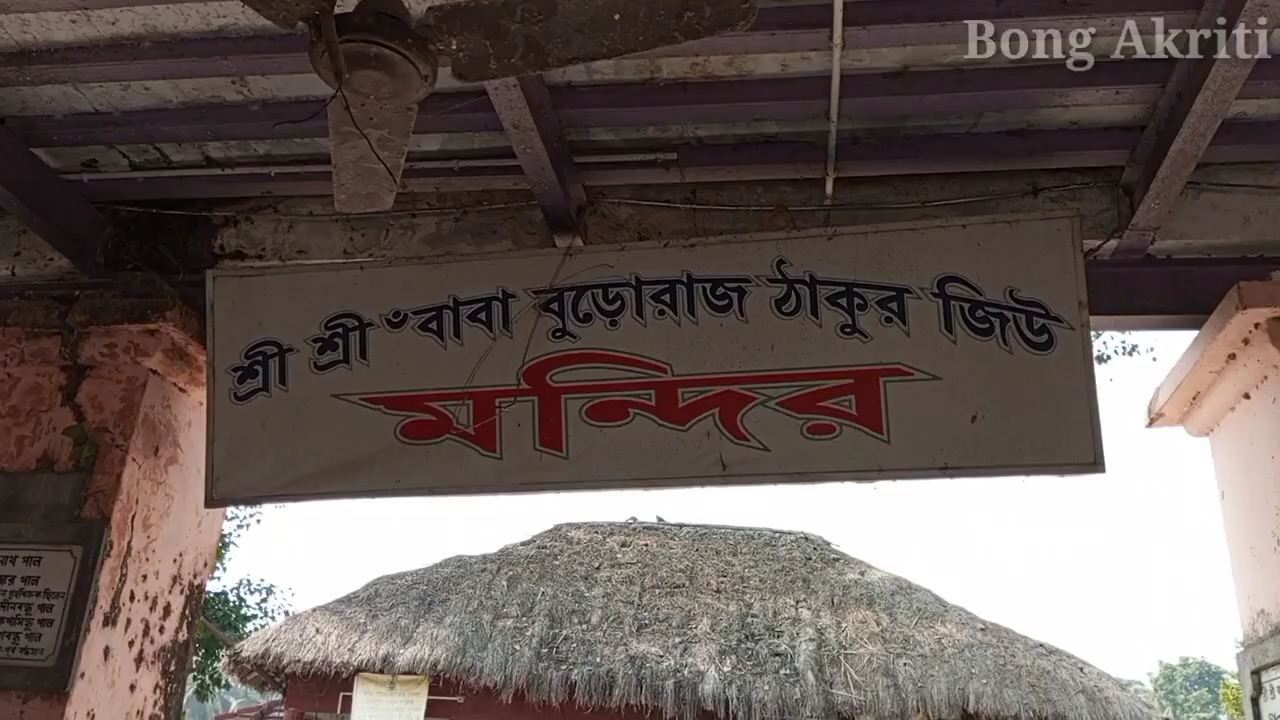 Bong Akriti
শ্রী শ্রী ঁবাবা বুড়োরাজ ঠাকুর জিউ
মন্দির
নাথ পাল
পাল
পাল
পাল